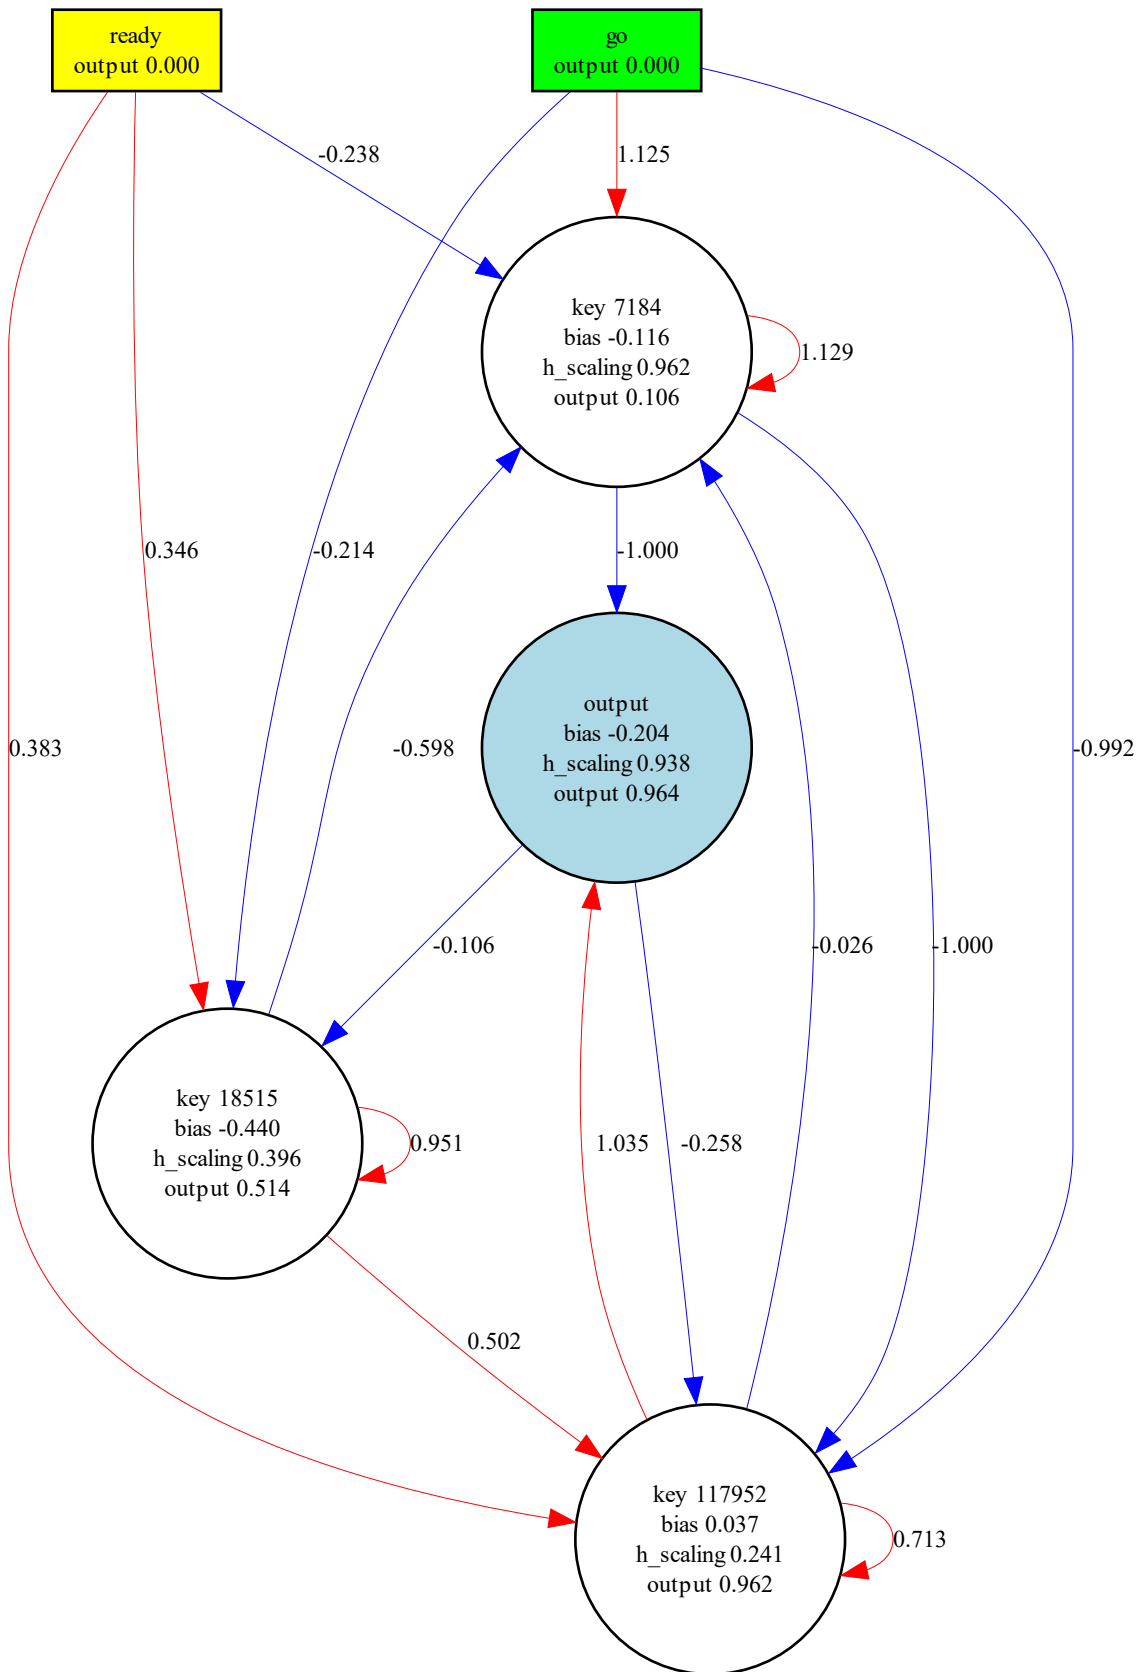 ready
output 0.000
go
output 0.000
-0.238
1.125
key 7184
bias -0.116
h_scaling 0.962
output 0.106
1.129
0.346
-0.214
-1.000
output
bias -0.204
h_scaling 0.938
output 0.964
0.383
-0.598
-0.992
-0.106
-0.026
-1.000
key 18515
bias -0.440
h_scaling 0.396
output 0.514
0.951
1.035
-0.258
0.502
key 117952
bias 0.037
h_scaling 0.241
output 0.962
0.713